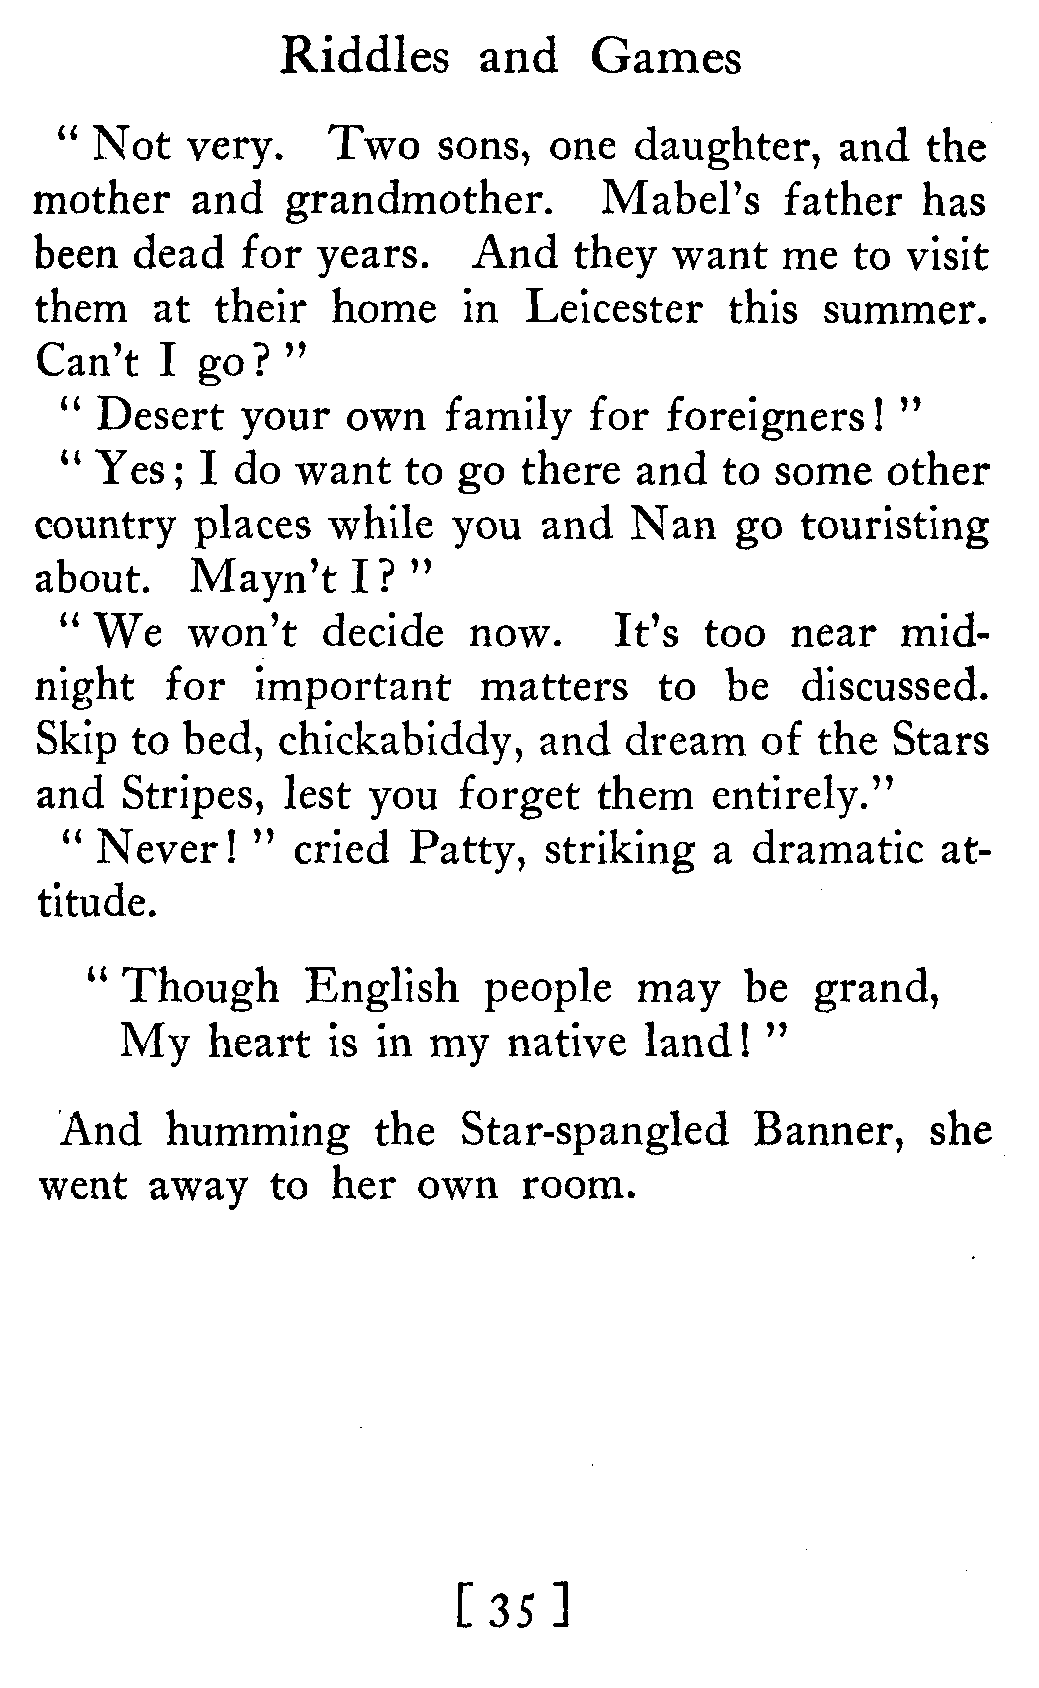 Riddles and Games
" Not very. Two sons, one daughter, and the
mother and grandmother. Mabel's father has
been dead for years. And they want me to visit
them at their home in Leicester this summer.
Can't I go? "
" Desert your own family for foreigners! "
" Yes; I do want to go there and to some other
country places while you and Nan go touristing
about. Mayn't I? "
" We won't decide now. It's too near mid-
night for important matters to be discussed.
Skip to bed, chickabiddy, and dream of the Stars
and Stripes, lest you forget them entirely."
" Never! " cried Patty, striking a dramatic at-
titude.
" Though English people may be grand,
My heart is in my native land! "
And humming the Star-spangled Banner, she
went away to her own room.
[ 35 ]